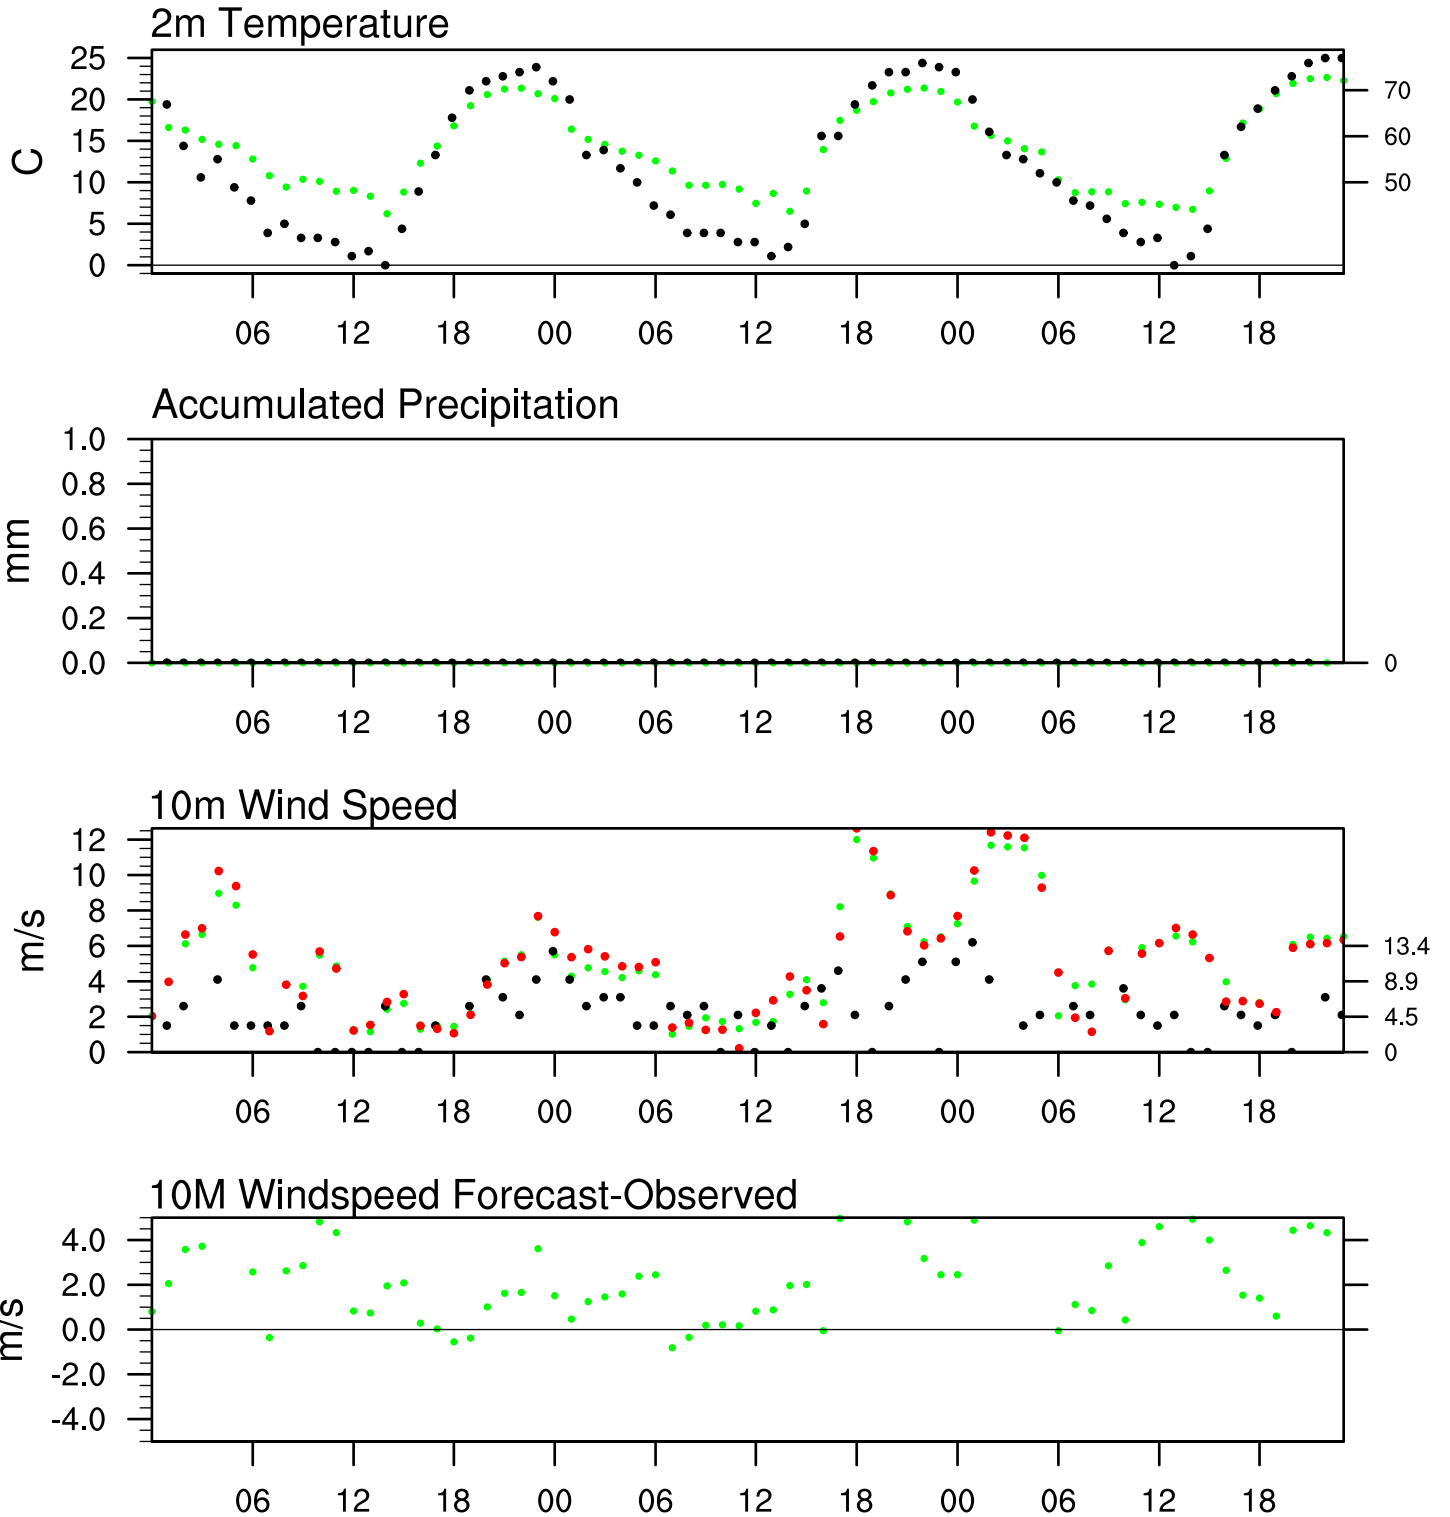 2m Temperature
25
20
15
10
5
0
C
70
60
50
06 12 18 00 06 12 18 00 06 12 18
Accumulated Precipitation
1.0
0.8
0.6
0.4
0.2
0.0
mm
0
06 12 18 00 06 12 18 00 06 12 18
10m Wind Speed
12
10
8
6
4
2
0
m/s
13.4
8.9
4.5
0
06 12 18 00 06 12 18 00 06 12 18
10M Windspeed Forecast-Observed
4.0
2.0
0.0
-2.0
-4.0
m/s
06 12 18 00 06 12 18 00 06 12 18